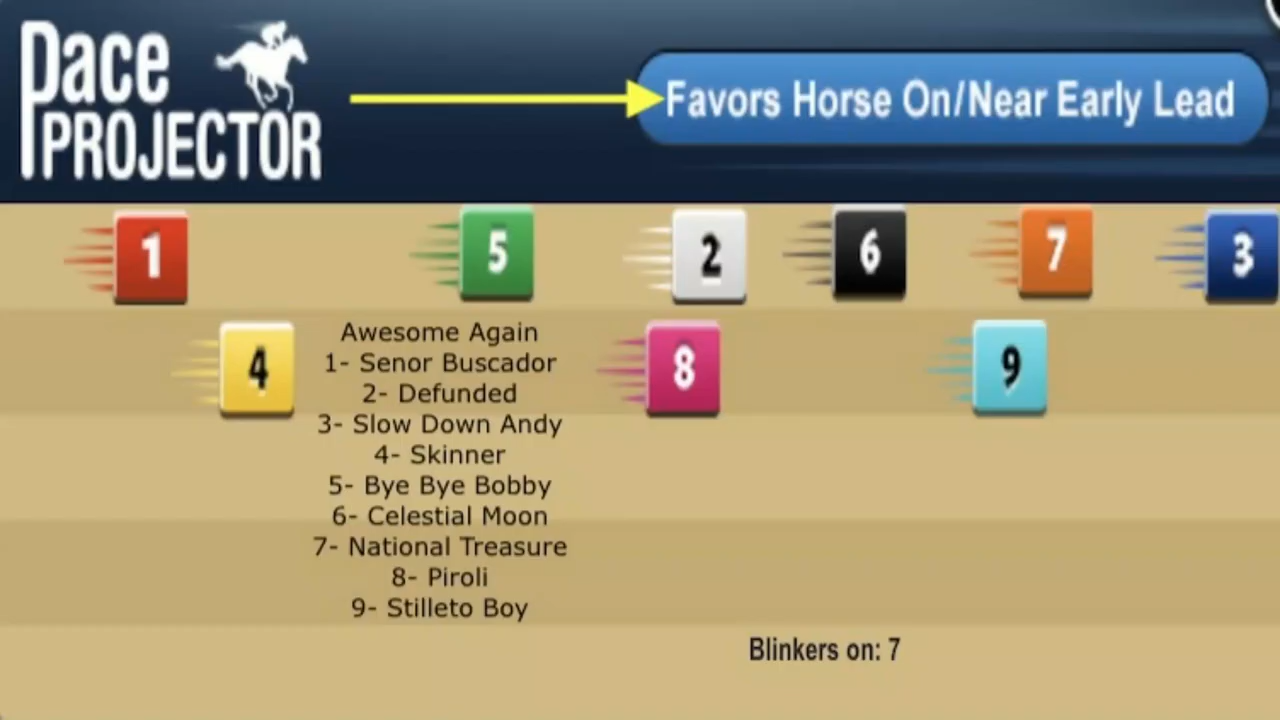 Pace
PROJECTOR
Favors Horse On/Near Early Lead
1
5
2
6
7
3
4
8
9
Awesome Again
1- Senor Buscador
2- Defunded
3- Slow Down Andy
4- Skinner
5- Bye Bye Bobby
6- Celestial Moon
7- National Treasure
8- Piroli
9- Stilleto Boy
Blinkers on: 7